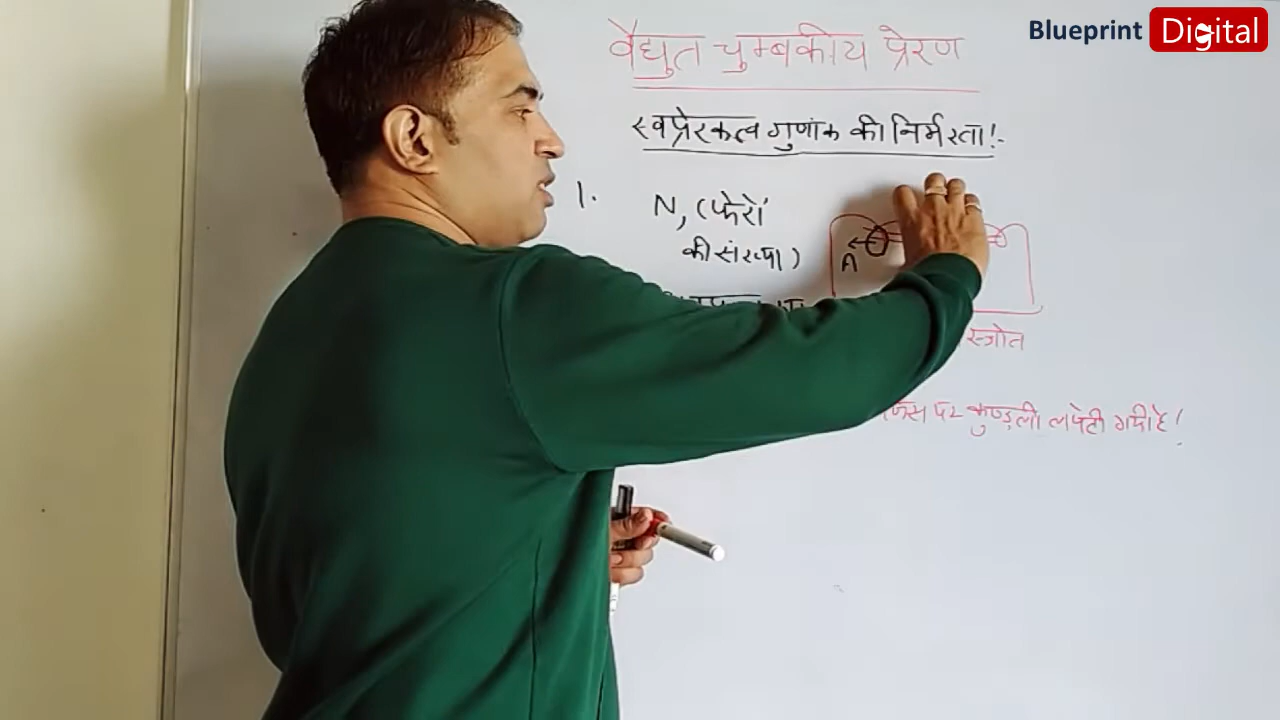 Blueprint Digital
वैद्युत चुम्बकीय प्रेरण
स्वप्रेरकत्व गुणांक की निर्भरता!-
1. N, (फेरों
की संख्या)
A
स्त्रोत
पर कुण्डली लपेटी गयी है!